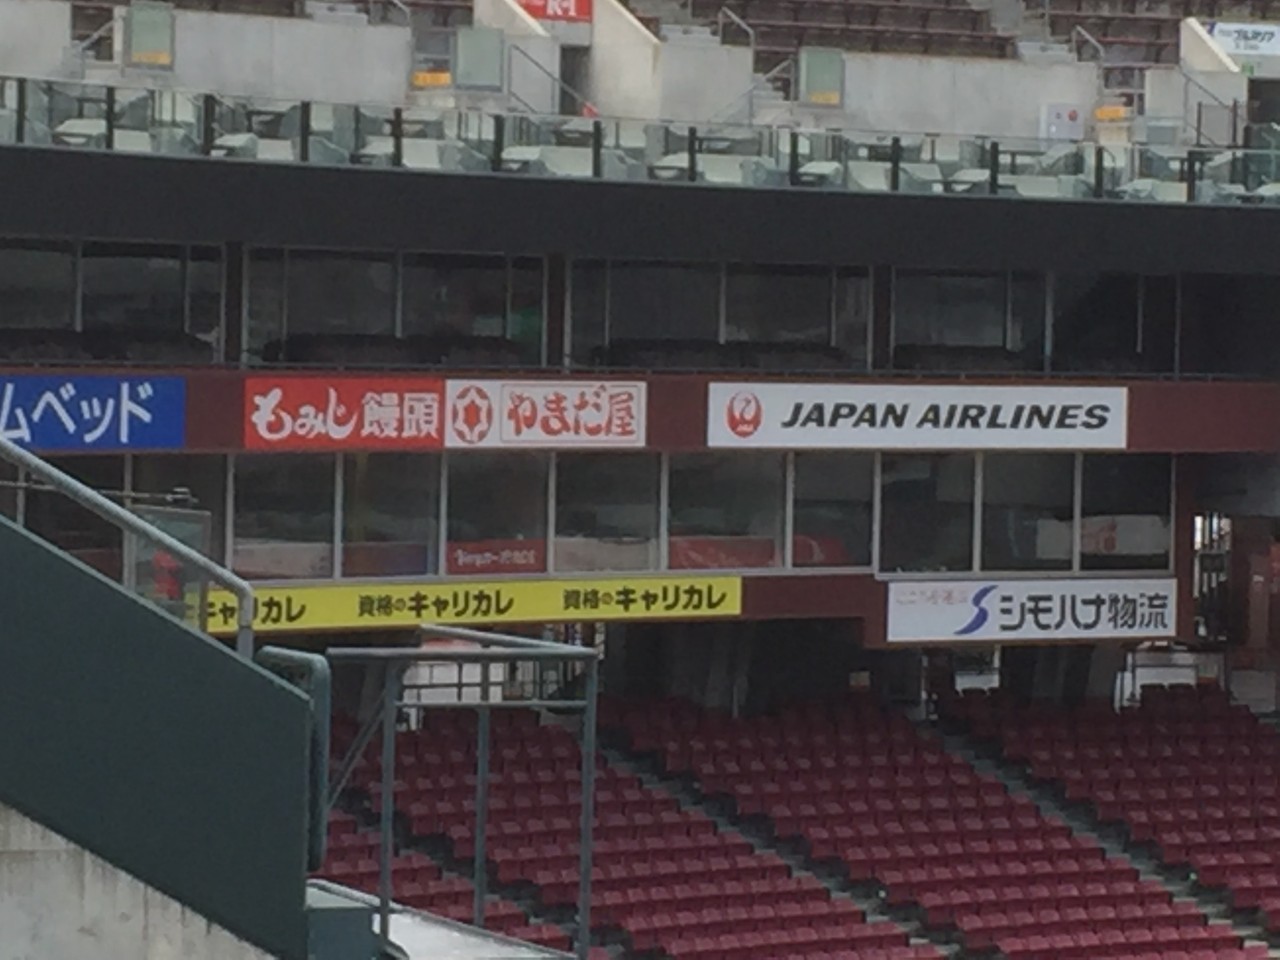 ムベッド
もみじ饅頭 やまだ屋
JAPAN AIRLINES
キャリカレ 資格のキャリカレ 資格のキャリカレ
シモハナ物流